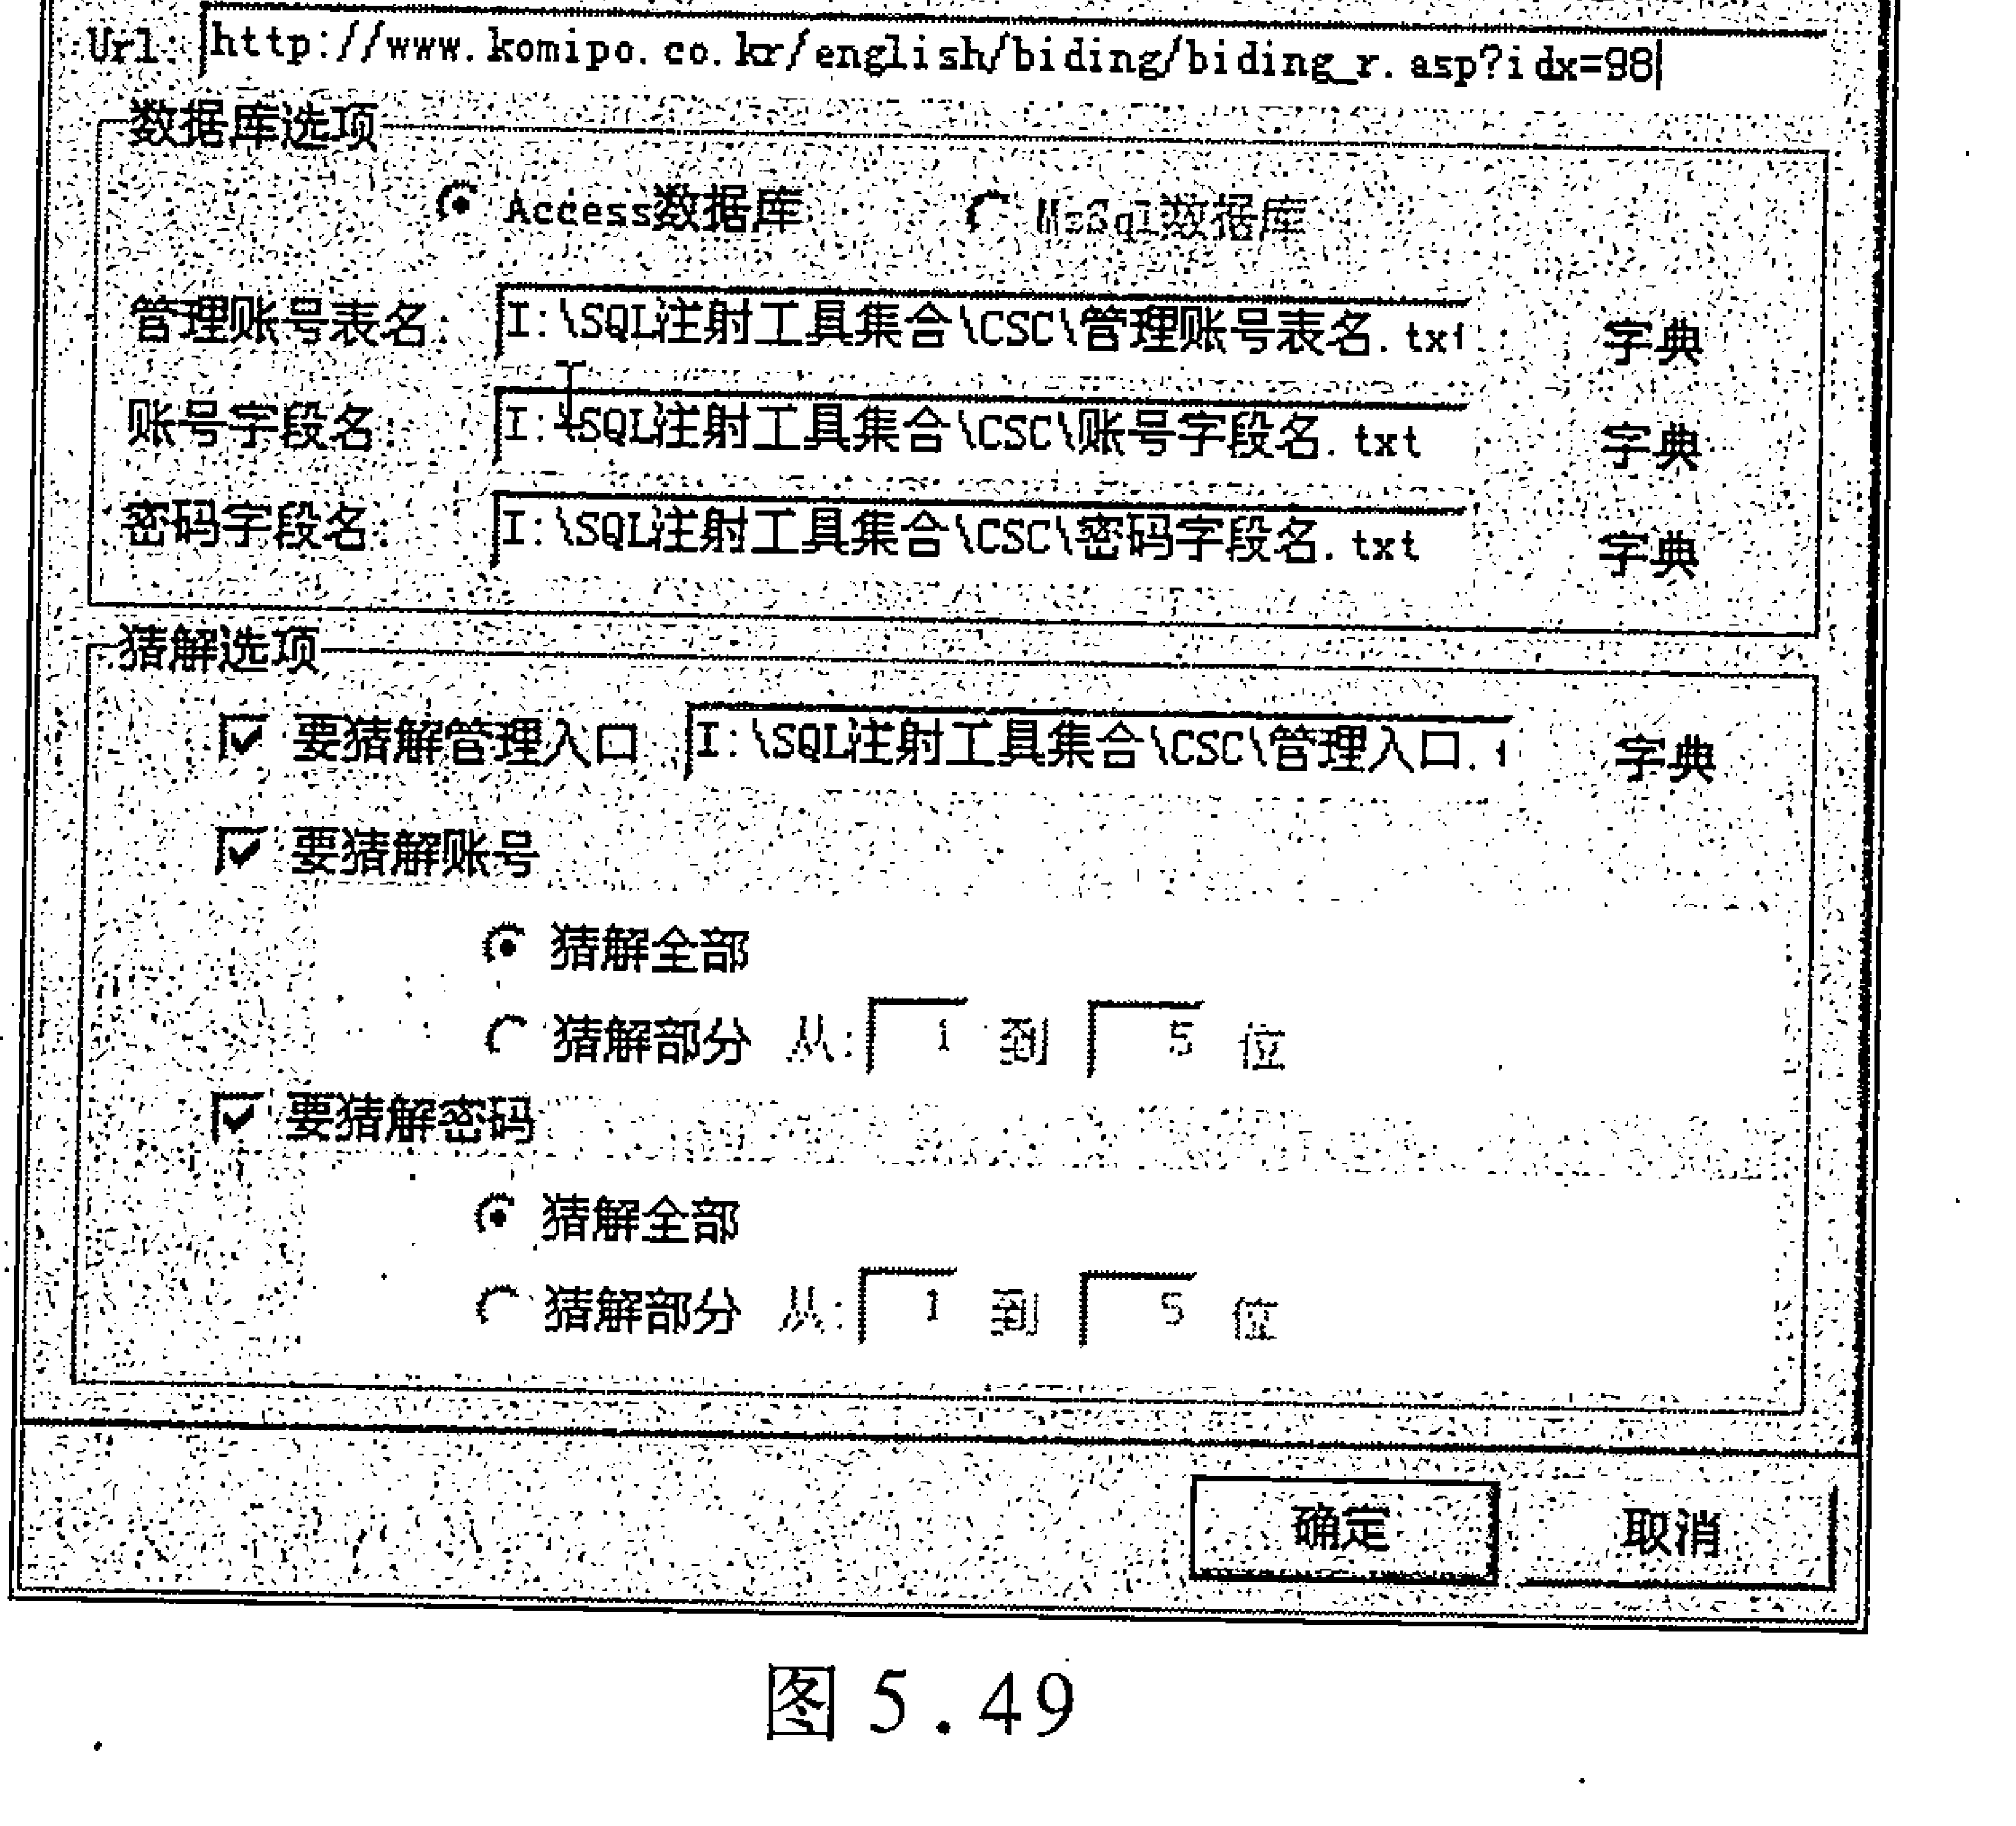 Url: http://www.komipo.co.kr/english/biding/biding_r.asp?idx=98
数据库选项
Access数据库 MsSql数据库
管理账号表名: I:\SQL注射工具集合\CSC\管理账号表名.txt 字典
账号字段名: I:\SQL注射工具集合\CSC\账号字段名.txt 字典
密码字段名: I:\SQL注射工具集合\CSC\密码字段名.txt 字典
猜解选项
要猜解管理入口 I:\SQL注射工具集合\CSC\管理入口.t 字典
要猜解账号
猜解全部
猜解部分 从: 1 到 5 位
要猜解密码
猜解全部
猜解部分 从: 1 到 5 位
确定 取消
图 5.49